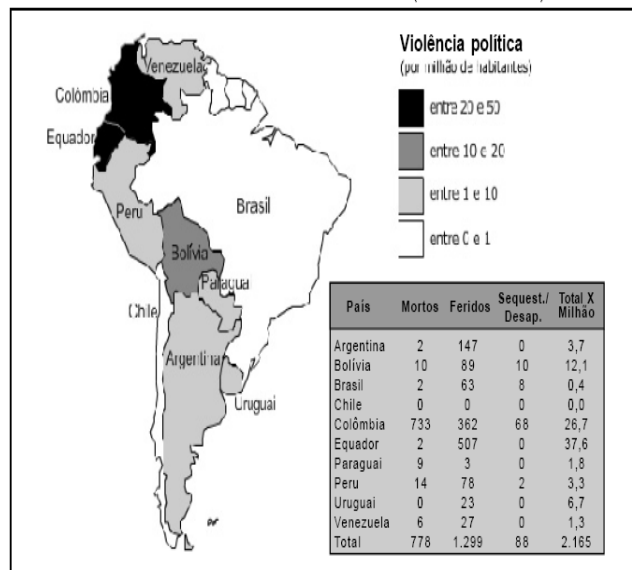 Violência política
(por milhão de habitantes)
entre 20 e 50
entre 10 e 20
entre 1 e 10
entre 0 e 1
Venezuela
Colômbia
Equador
Peru
Brasil
Bolívia
Paragua
Chile
Argentina
Uruguai
País Mortos Feridos Sequest./ Desap. Total X Milhão
Argentina 2 147 0 3,7
Bolívia 10 89 10 12,1
Brasil 2 63 8 0,4
Chile 0 0 0 0,0
Colômbia 733 362 68 26,7
Equador 2 507 0 37,6
Paraguai 9 3 0 1,8
Peru 14 78 2 3,3
Uruguai 0 23 0 6,7
Venezuela 6 27 0 1,3
Total 778 1.299 88 2.165